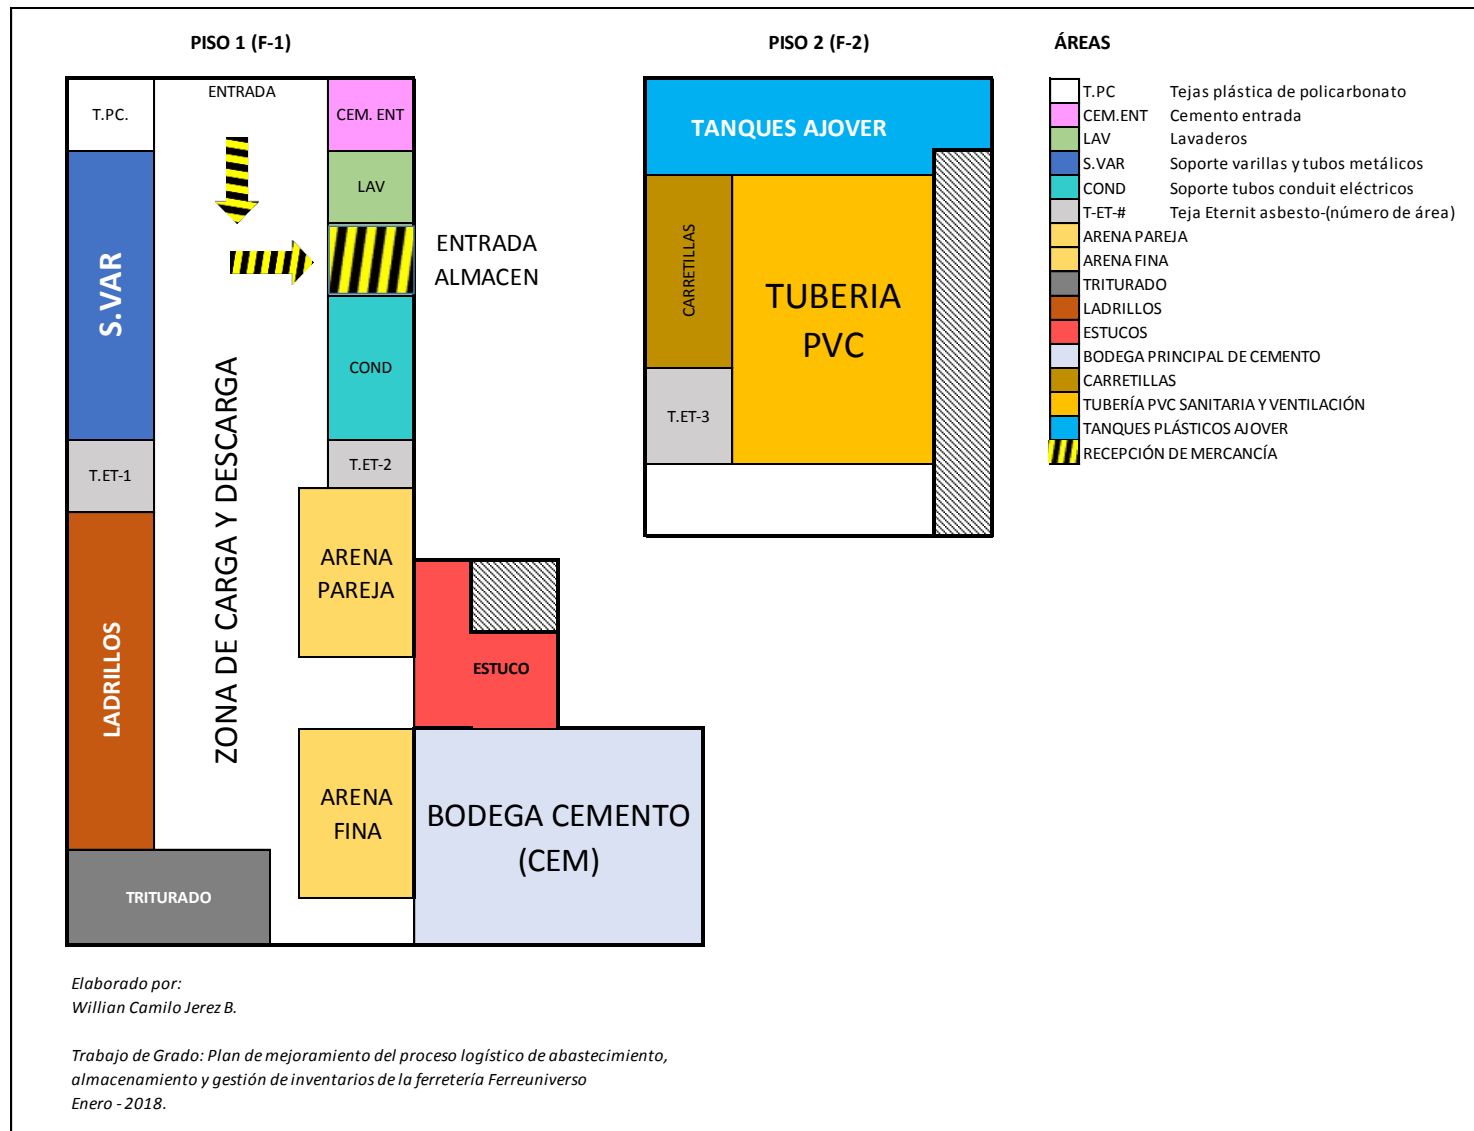 PISO 1 (F-1)
PISO 2 (F-2)
ÁREAS
T.PC.
ENTRADA
CEM. ENT
LAV
S.VAR
ENTRADA
ALMACEN
COND
T.ET-1
T.ET-2
ZONA DE CARGA Y DESCARGA
LADRILLOS
ARENA
PAREJA
ESTUCO
ARENA
FINA
BODEGA CEMENTO
(CEM)
TRITURADO
TANQUES AJOVER
CARRETILLAS
TUBERIA
PVC
T.ET-3
T.PC Tejas plástica de policarbonato
CEM.ENT Cemento entrada
LAV Lavaderos
S.VAR Soporte varillas y tubos metálicos
COND Soporte tubos conduit eléctricos
T-ET-# Teja Eternit asbesto-(número de área)
ARENA PAREJA
ARENA FINA
TRITURADO
LADRILLOS
ESTUCOS
BODEGA PRINCIPAL DE CEMENTO
CARRETILLAS
TUBERÍA PVC SANITARIA Y VENTILACIÓN
TANQUES PLÁSTICOS AJOVER
RECEPCIÓN DE MERCANCÍA
Elaborado por:
Willian Camilo Jerez B.
Trabajo de Grado: Plan de mejoramiento del proceso logístico de abastecimiento,
almacenamiento y gestión de inventarios de la ferretería Ferreuniverso
Enero - 2018.